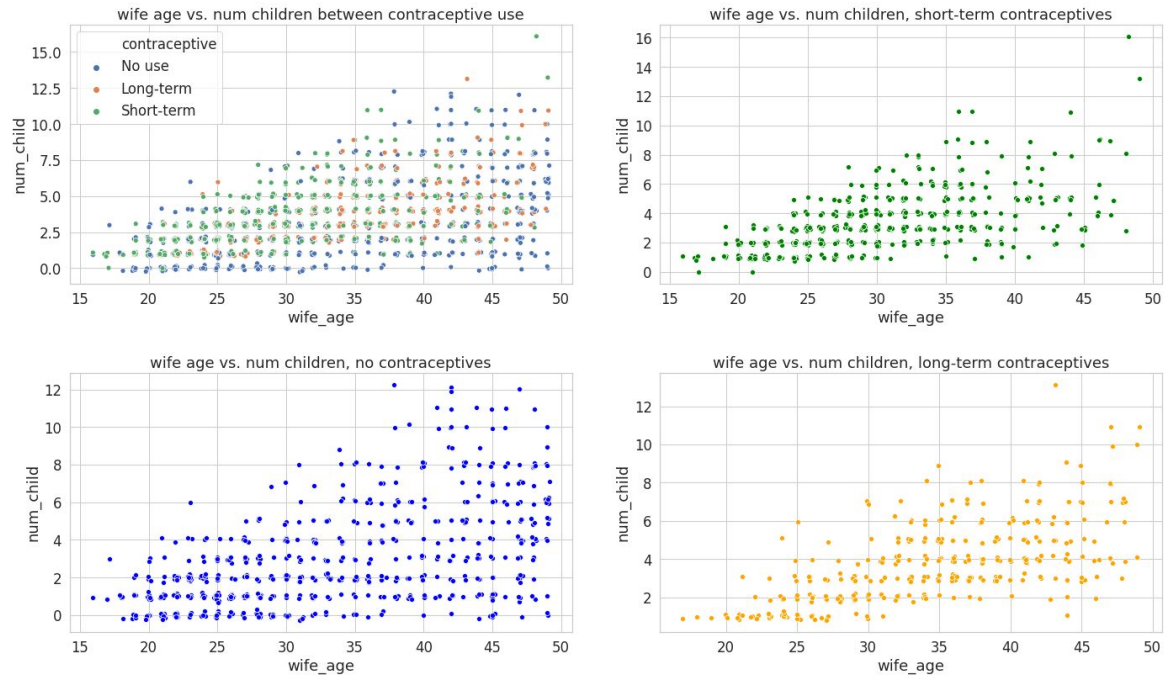 wife age vs. num children between contraceptive use
contraceptive
No use
Long-term
Short-term
15.0
12.5
10.0
7.5
5.0
2.5
0.0
num_child
15 20 25 30 35 40 45 50
wife_age
wife age vs. num children, short-term contraceptives
16
14
12
10
8
6
4
2
0
num_child
15 20 25 30 35 40 45 50
wife_age
wife age vs. num children, no contraceptives
12
10
8
6
4
2
0
num_child
15 20 25 30 35 40 45 50
wife_age
wife age vs. num children, long-term contraceptives
12
10
8
6
4
2
num_child
20 25 30 35 40 45 50
wife_age